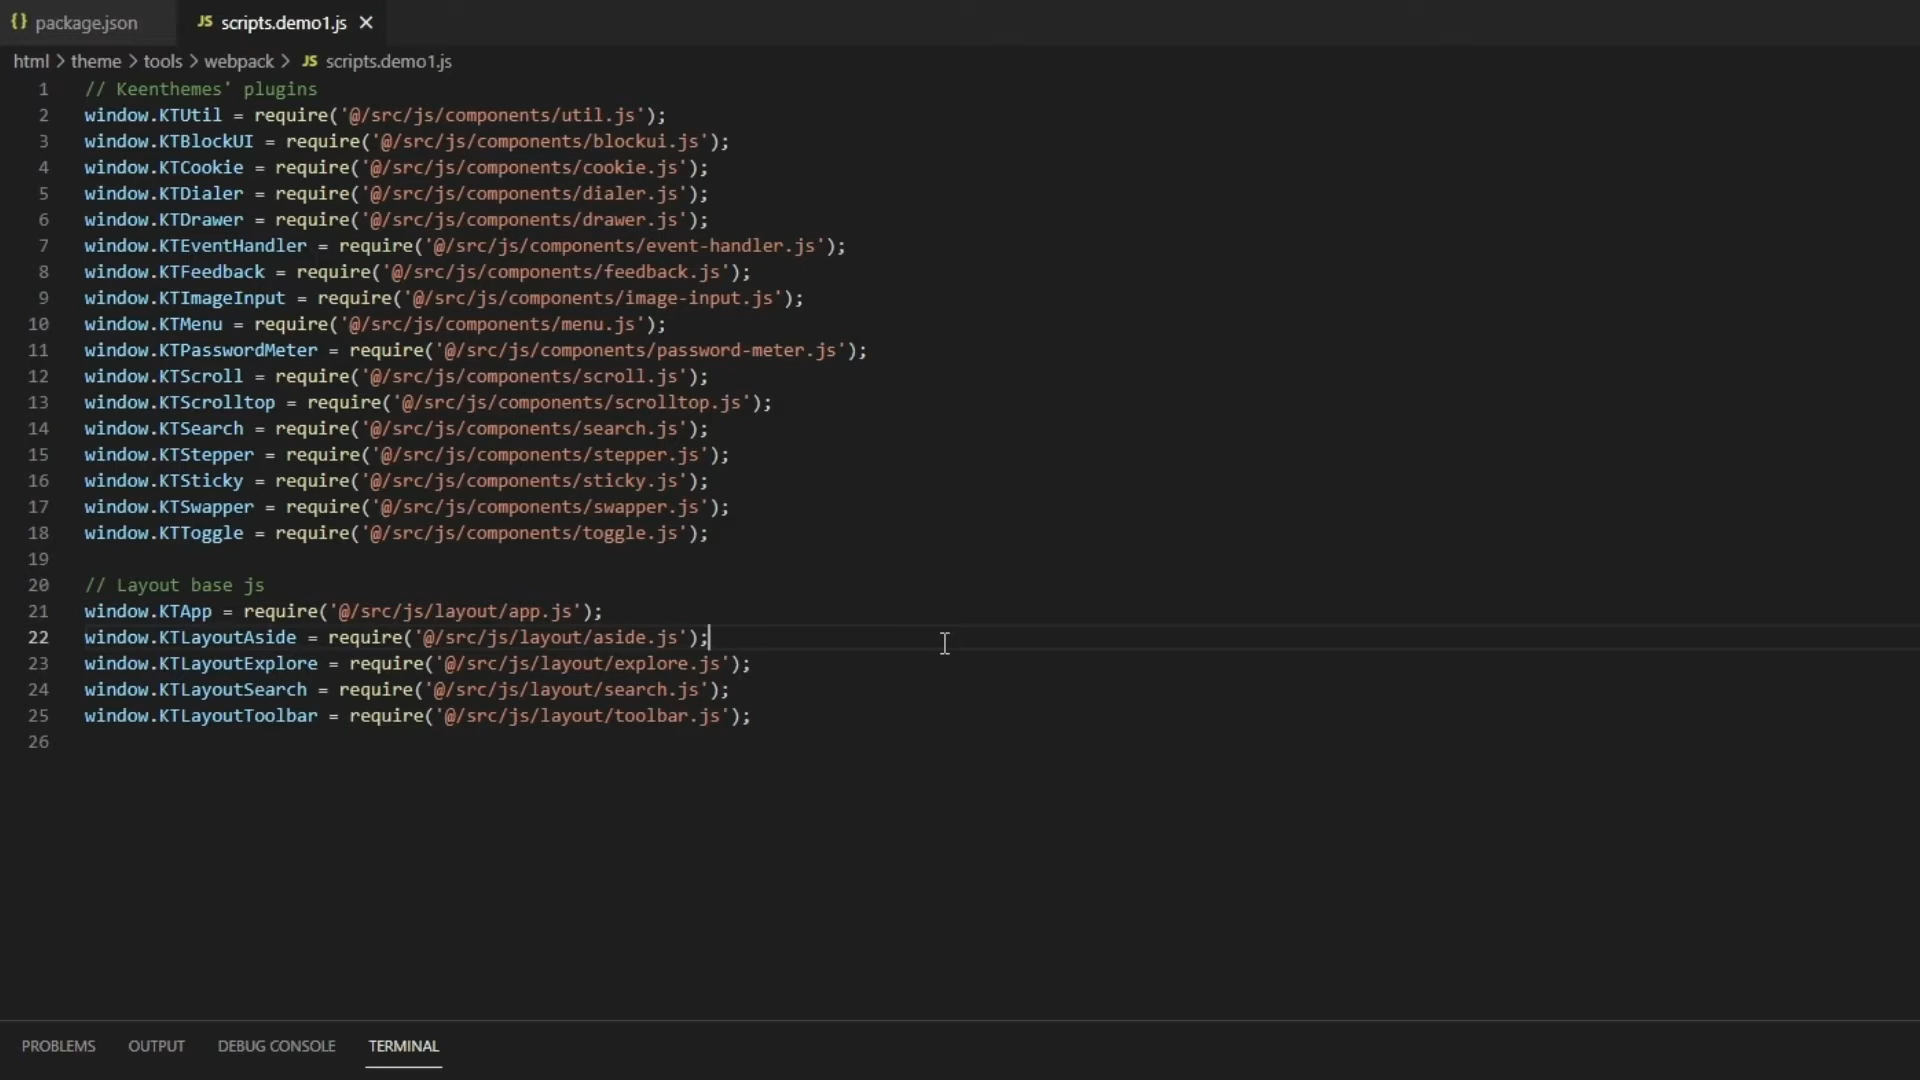 {} package.json JS scripts.demo1.js ×
html > theme > tools > webpack > JS scripts.demo1.js
1 // Keenthemes' plugins
2 window.KTUtil = require('@/src/js/components/util.js');
3 window.KTBlockUI = require('@/src/js/components/blockui.js');
4 window.KTCookie = require('@/src/js/components/cookie.js');
5 window.KTDialer = require('@/src/js/components/dialer.js');
6 window.KTDrawer = require('@/src/js/components/drawer.js');
7 window.KTEventHandler = require('@/src/js/components/event-handler.js');
8 window.KTFeedback = require('@/src/js/components/feedback.js');
9 window.KTImageInput = require('@/src/js/components/image-input.js');
10 window.KTMenu = require('@/src/js/components/menu.js');
11 window.KTPasswordMeter = require('@/src/js/components/password-meter.js');
12 window.KTScroll = require('@/src/js/components/scroll.js');
13 window.KTScrolltop = require('@/src/js/components/scrolltop.js');
14 window.KTSearch = require('@/src/js/components/search.js');
15 window.KTStepper = require('@/src/js/components/stepper.js');
16 window.KTSticky = require('@/src/js/components/sticky.js');
17 window.KTSwapper = require('@/src/js/components/swapper.js');
18 window.KTToggle = require('@/src/js/components/toggle.js');
19
20 // Layout base js
21 window.KTApp = require('@/src/js/layout/app.js');
22 window.KTLayoutAside = require('@/src/js/layout/aside.js');
23 window.KTLayoutExplore = require('@/src/js/layout/explore.js');
24 window.KTLayoutSearch = require('@/src/js/layout/search.js');
25 window.KTLayoutToolbar = require('@/src/js/layout/toolbar.js');
26
PROBLEMS OUTPUT DEBUG CONSOLE TERMINAL